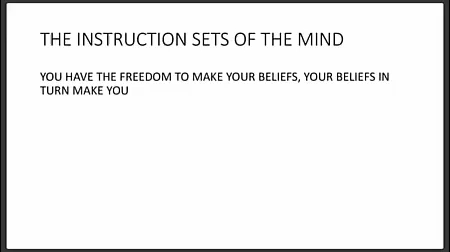 THE INSTRUCTION SETS OF THE MIND
YOU HAVE THE FREEDOM TO MAKE YOUR BELIEFS, YOUR BELIEFS IN
TURN MAKE YOU